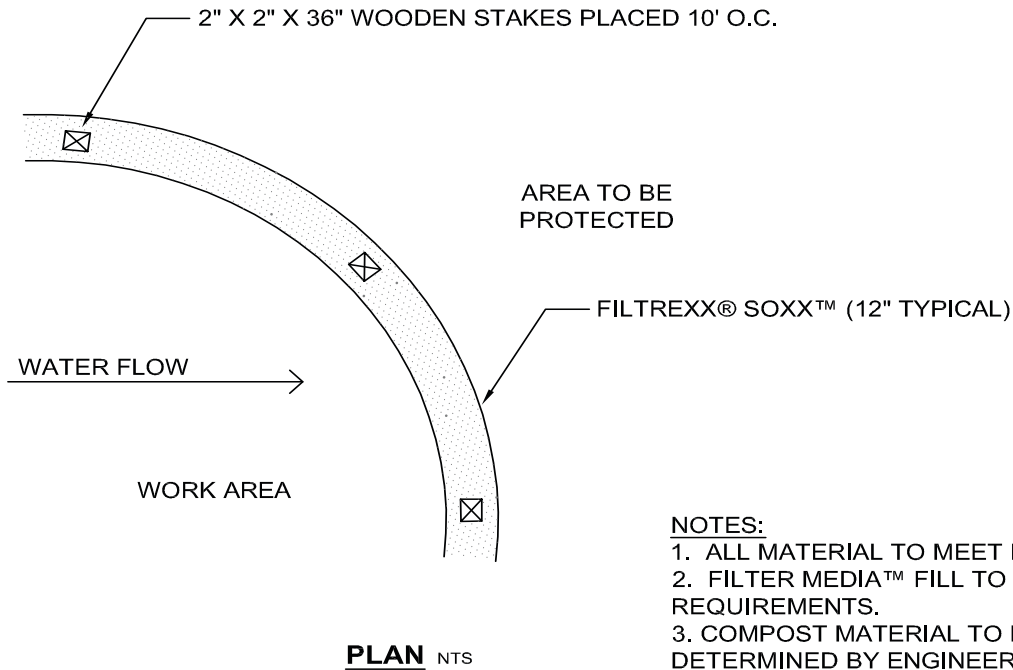 2" X 2" X 36" WOODEN STAKES PLACED 10' O.C.
AREA TO BE
PROTECTED
FILTREXX® SOXX™ (12" TYPICAL)
WATER FLOW
WORK AREA
NOTES:
1. ALL MATERIAL TO MEET
2. FILTER MEDIA™ FILL TO
REQUIREMENTS.
3. COMPOST MATERIAL TO
DETERMINED BY ENGINEER
PLAN NTS